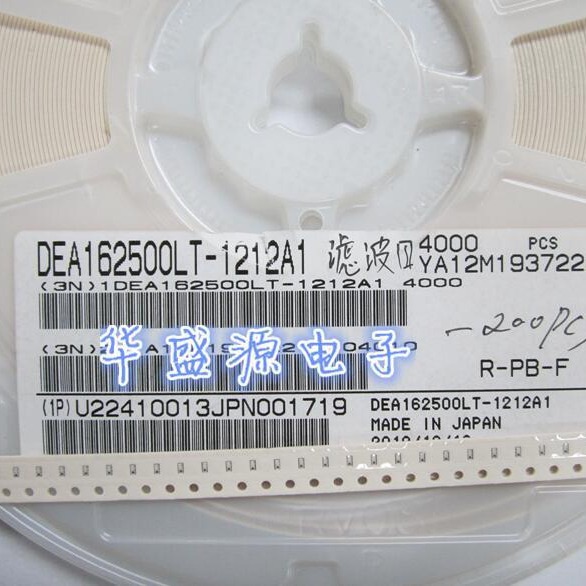 DEA162500LT-1212A1 滤波 4000 PCS
YA12M193722
(3N)1DEA162500LT-1212A1 4000
-200PCS
华盛源电子
R-PB-F
(1P)U22410013JPN001719
DEA162500LT-1212A1
MADE IN JAPAN